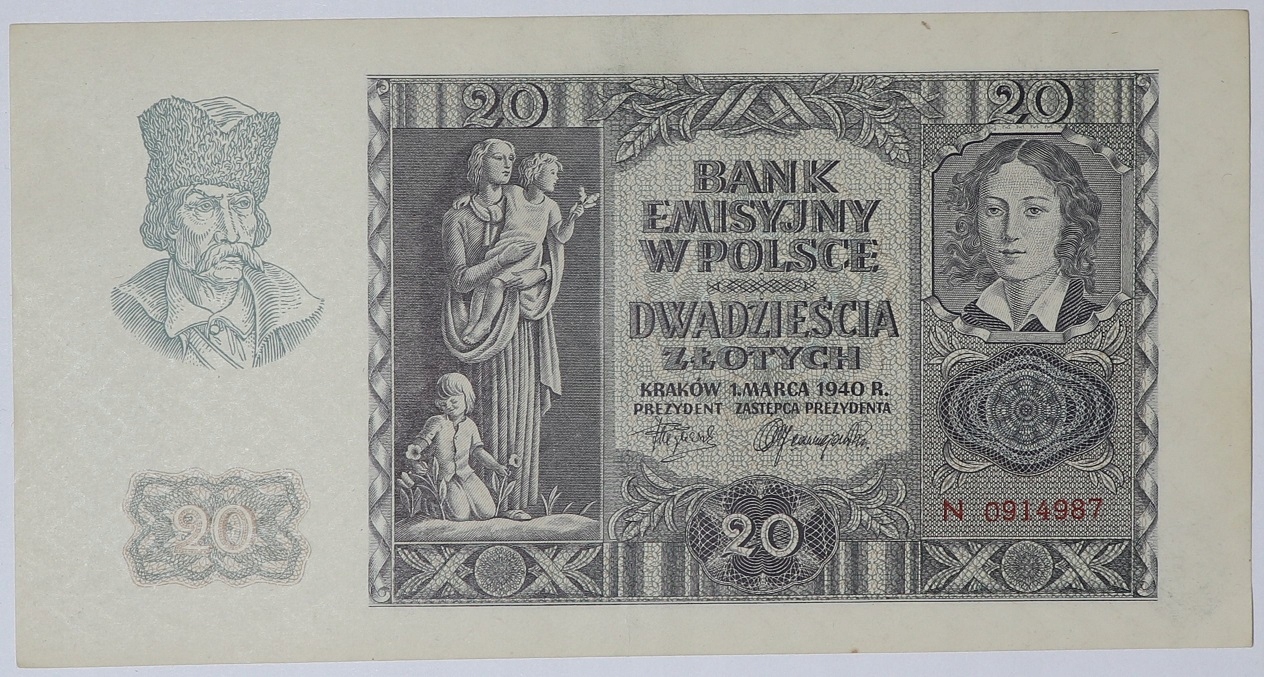 20
20
BANK
EMISYJNY
W POLSCE
DWADZIEŚCIA
ZŁOTYCH
KRAKÓW 1. MARCA 1940 R.
PREZYDENT ZASTĘPCA PREZYDENTA
N 0914987
20
20